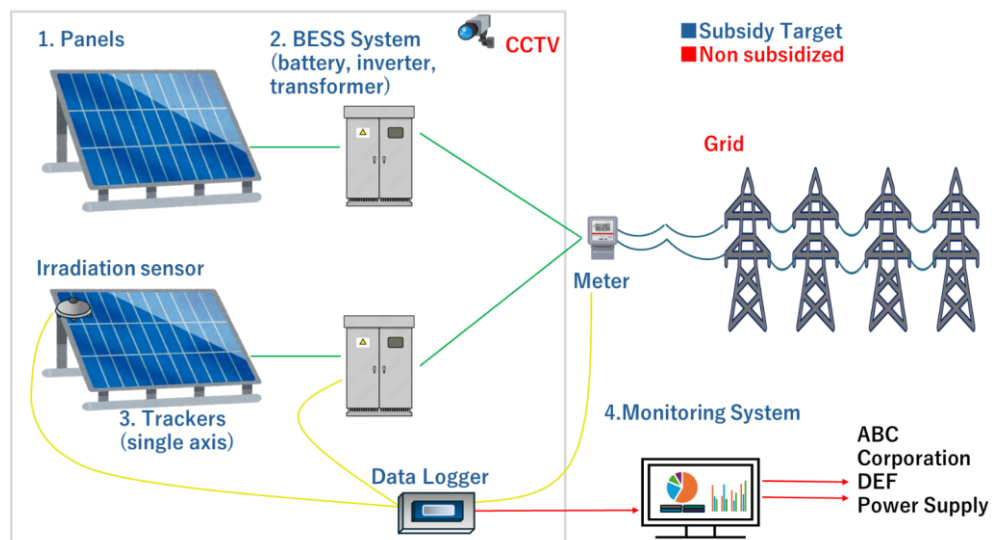 1. Panels
2. BESS System
(battery, inverter,
transformer)
CCTV
■Subsidy Target
■Non subsidized
Grid
Irradiation sensor
Meter
3. Trackers
(single axis)
4.Monitoring System
Data Logger
ABC
Corporation
DEF
Power Supply